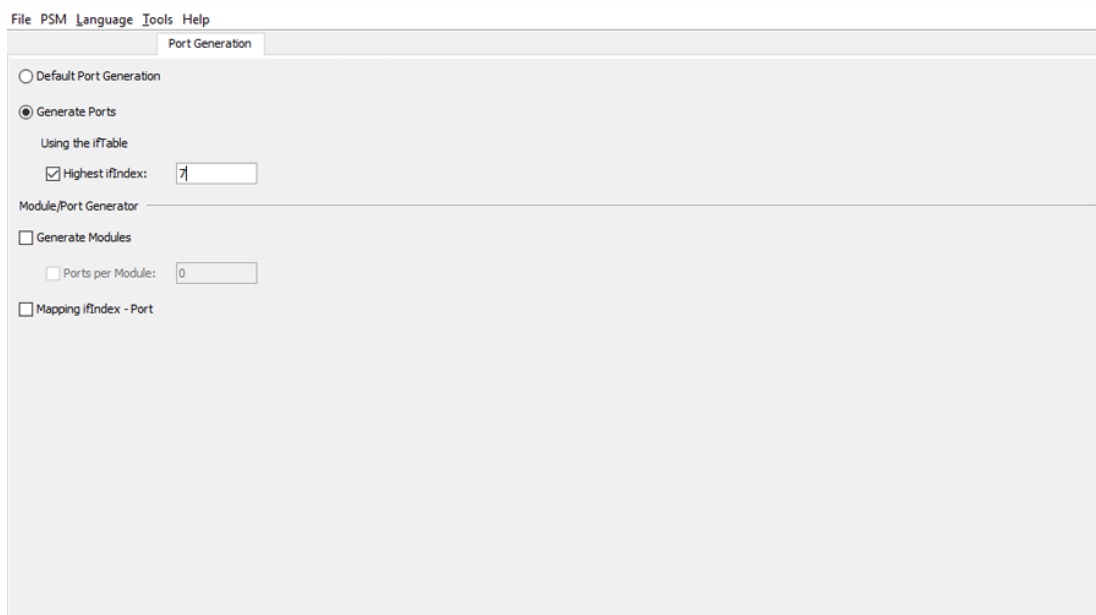 File PSM Language Tools Help
Port Generation
Default Port Generation
Generate Ports
Using the ifTable
Highest ifIndex: 7
Module/Port Generator
Generate Modules
Ports per Module: 0
Mapping ifIndex - Port